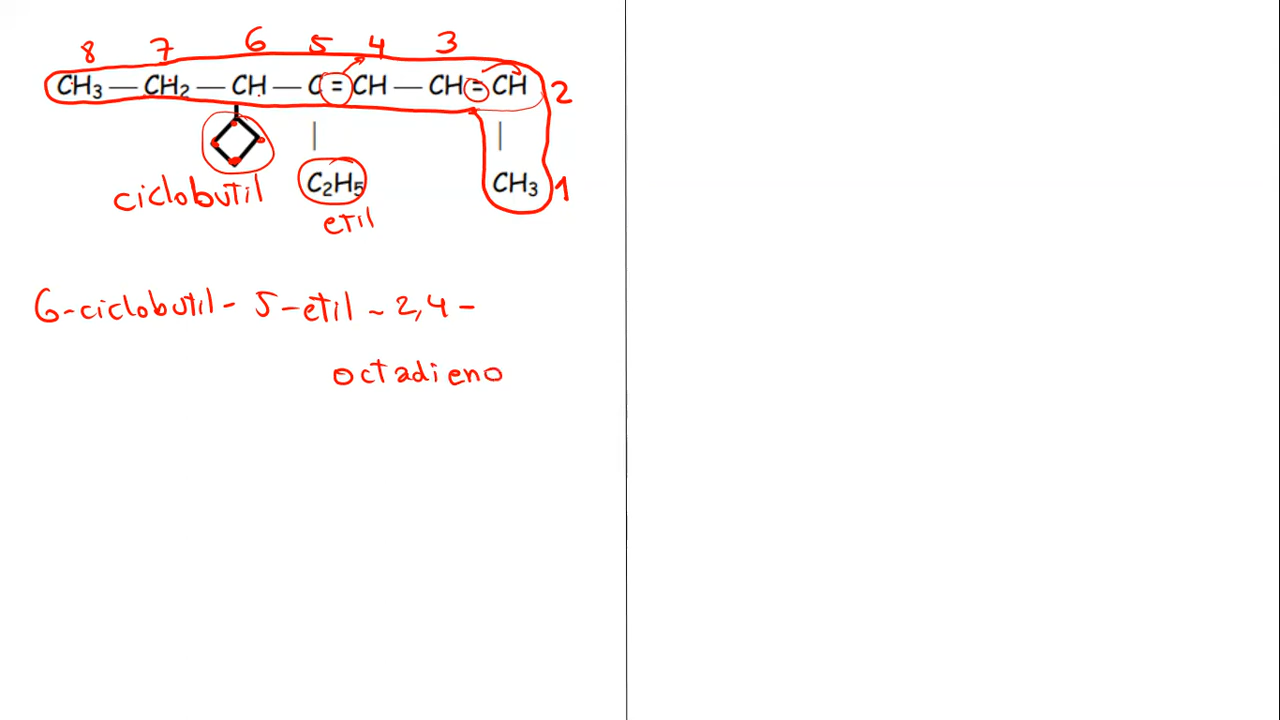 8 7 6 5 4 3
CH₃ — CH₂ — CH — C = CH — CH = CH 2
| |
C₂H₅ CH₃ 1
ciclobutil
etil
6-ciclobutil- 5-etil-2,4-
octadieno